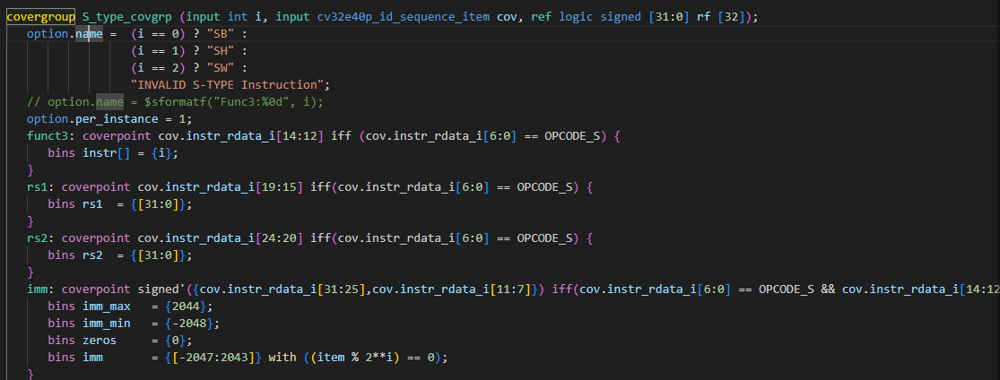 covergroup S_type_covgrp (input int i, input cv32e40p_id_sequence_item cov, ref logic signed [31:0] rf [32]);
option.name =  (i == 0) ? "SB" :
(i == 1) ? "SH" :
(i == 2) ? "SW" :
"INVALID S-TYPE Instruction";
// option.name = $sformatf("Func3:%0d", i);
option.per_instance = 1;
funct3: coverpoint cov.instr_rdata_i[14:12] iff (cov.instr_rdata_i[6:0] == OPCODE_S) {
bins instr[] = {i};
}
rs1: coverpoint cov.instr_rdata_i[19:15] iff(cov.instr_rdata_i[6:0] == OPCODE_S) {
bins rs1  = {[31:0]};
}
rs2: coverpoint cov.instr_rdata_i[24:20] iff(cov.instr_rdata_i[6:0] == OPCODE_S) {
bins rs2  = {[31:0]};
}
imm: coverpoint signed'({cov.instr_rdata_i[31:25],cov.instr_rdata_i[11:7]}) iff(cov.instr_rdata_i[6:0] == OPCODE_S && cov.instr_rdata_i[14:12
bins imm_max   = {2044};
bins imm_min   = {-2048};
bins zeros     = {0};
bins imm       = {[-2047:2043]} with ((item % 2**i) == 0);
}